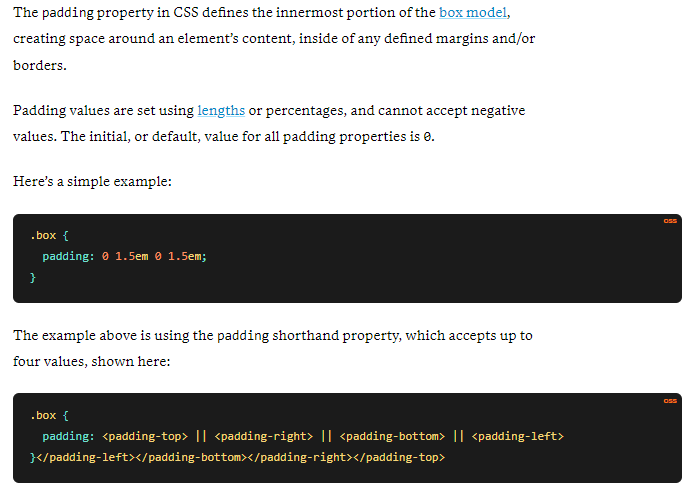 The padding property in CSS defines the innermost portion of the box model,
creating space around an element’s content, inside of any defined margins and/or
borders.
Padding values are set using lengths or percentages, and cannot accept negative
values. The initial, or default, value for all padding properties is 0.
Here’s a simple example:
CSS
.box {
  padding: 0 1.5em 0 1.5em;
}
The example above is using the padding shorthand property, which accepts up to
four values, shown here:
CSS
.box {
  padding: <padding-top> || <padding-right> || <padding-bottom> || <padding-left>
}</padding-left></padding-bottom></padding-right></padding-top>